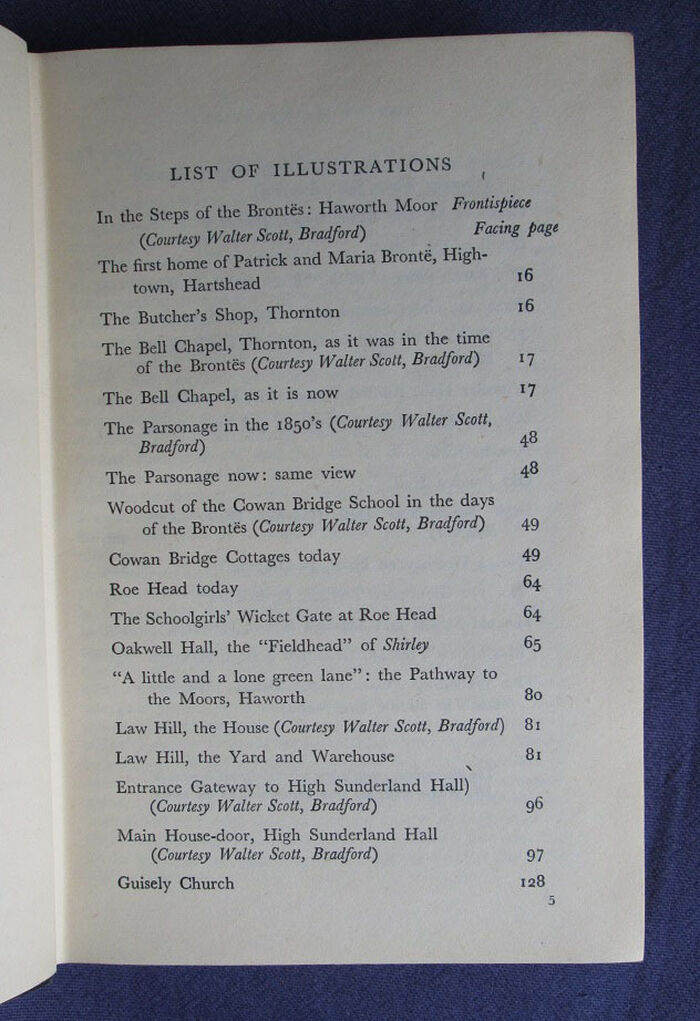 LIST OF ILLUSTRATIONS
In the Steps of the Brontës: Haworth Moor Frontispiece
(Courtesy Walter Scott, Bradford) Facing page
The first home of Patrick and Maria Brontë, High-
town, Hartshead 16
The Butcher's Shop, Thornton 16
The Bell Chapel, Thornton, as it was in the time
of the Brontës (Courtesy Walter Scott, Bradford) 17
The Bell Chapel, as it is now 17
The Parsonage in the 1850's (Courtesy Walter Scott,
Bradford) 48
The Parsonage now: same view 48
Woodcut of the Cowan Bridge School in the days
of the Brontës (Courtesy Walter Scott, Bradford) 49
Cowan Bridge Cottages today 49
Roe Head today 64
The Schoolgirls' Wicket Gate at Roe Head 64
Oakwell Hall, the "Fieldhead" of Shirley 65
"A little and a lone green lane": the Pathway to
the Moors, Haworth 80
Law Hill, the House (Courtesy Walter Scott, Bradford) 81
Law Hill, the Yard and Warehouse 81
Entrance Gateway to High Sunderland Hall)
(Courtesy Walter Scott, Bradford) 96
Main House-door, High Sunderland Hall
(Courtesy Walter Scott, Bradford) 97
Guisely Church 128
5